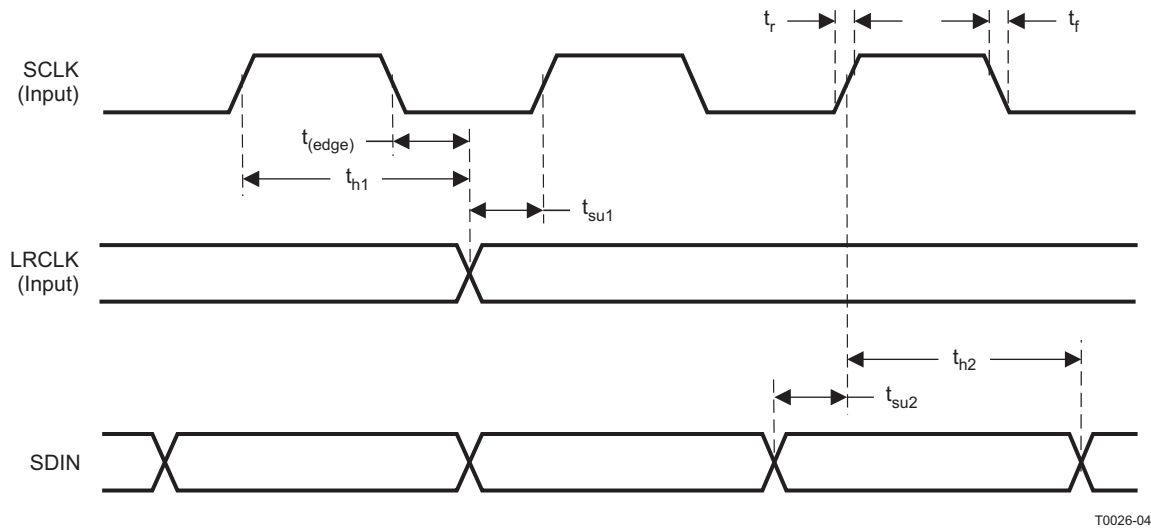 t_r
t_f
SCLK
(Input)
t_(edge)
t_h1
t_su1
LRCLK
(Input)
t_h2
t_su2
SDIN
T0026-04